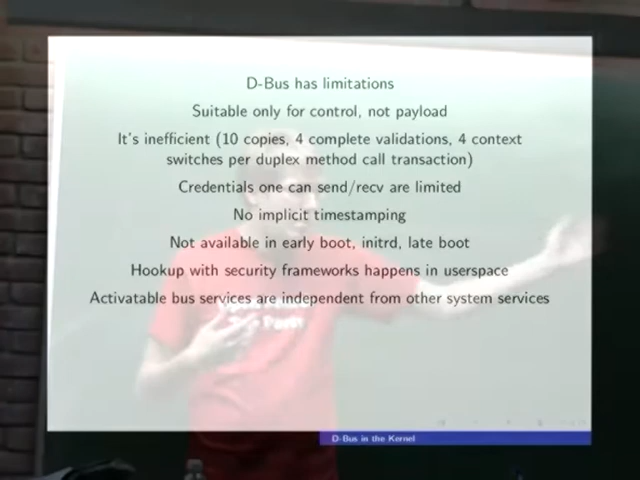 D-Bus has limitations
Suitable only for control, not payload
It's inefficient (10 copies, 4 complete validations, 4 context
switches per duplex method call transaction)
Credentials one can send/recv are limited
No implicit timestamping
Not available in early boot, initrd, late boot
Hookup with security frameworks happens in userspace
Activatable bus services are independent from other system services
D-Bus in the Kernel